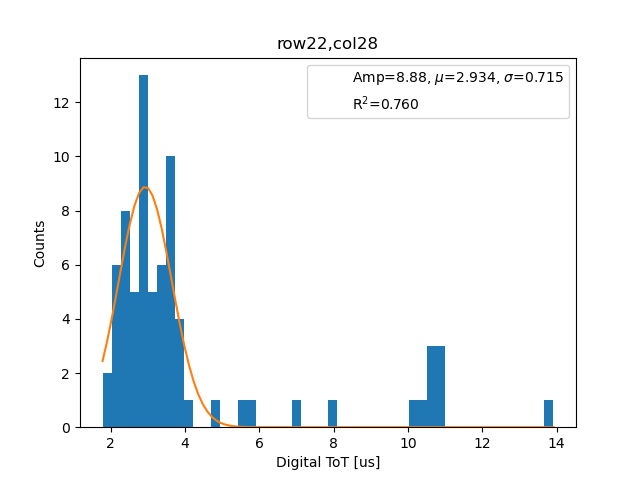 row22,col28
Amp=8.88, μ=2.934, σ=0.715
R²=0.760
Counts
12
10
8
6
4
2
0
2 4 6 8 10 12 14
Digital ToT [us]